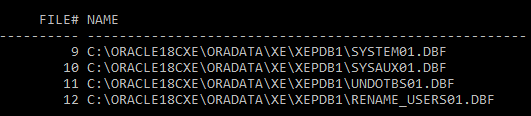 FILE# NAME
---------- --------------------------------------------------------
9 C:\ORACLE18CXE\ORADATA\XE\XEPDB1\SYSTEM01.DBF
10 C:\ORACLE18CXE\ORADATA\XE\XEPDB1\SYSAUX01.DBF
11 C:\ORACLE18CXE\ORADATA\XE\XEPDB1\UNDOTBS01.DBF
12 C:\ORACLE18CXE\ORADATA\XE\XEPDB1\RENAME_USERS01.DBF